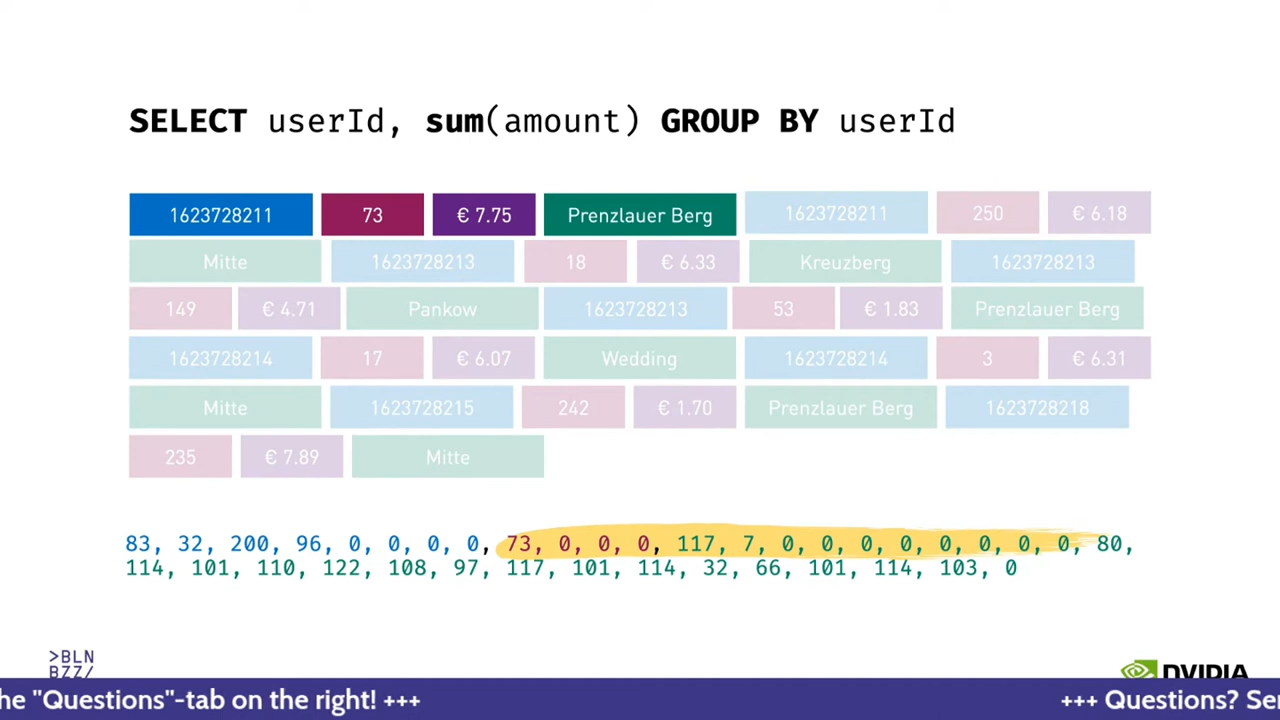 SELECT userId, sum(amount) GROUP BY userId
1623728211 73 € 7.75 Prenzlauer Berg 1623728211 250 € 6.18
Mitte 1623728213 18 € 6.33 Kreuzberg 1623728213
149 € 4.71 Pankow 1623728213 53 € 1.83 Prenzlauer Berg
1623728214 17 € 6.07 Wedding 1623728214 3 € 6.31
Mitte 1623728215 242 € 1.70 Prenzlauer Berg 1623728218
235 € 7.89 Mitte
83, 32, 200, 96, 0, 0, 0, 0, 73, 0, 0, 0, 117, 7, 0, 0, 0, 0, 0, 0, 0, 0, 80,
114, 101, 110, 122, 108, 97, 117, 101, 114, 32, 66, 101, 114, 103, 0
>BLN
BZZ/
NVIDIA
he "Questions"-tab on the right! +++ +++ Questions? Se